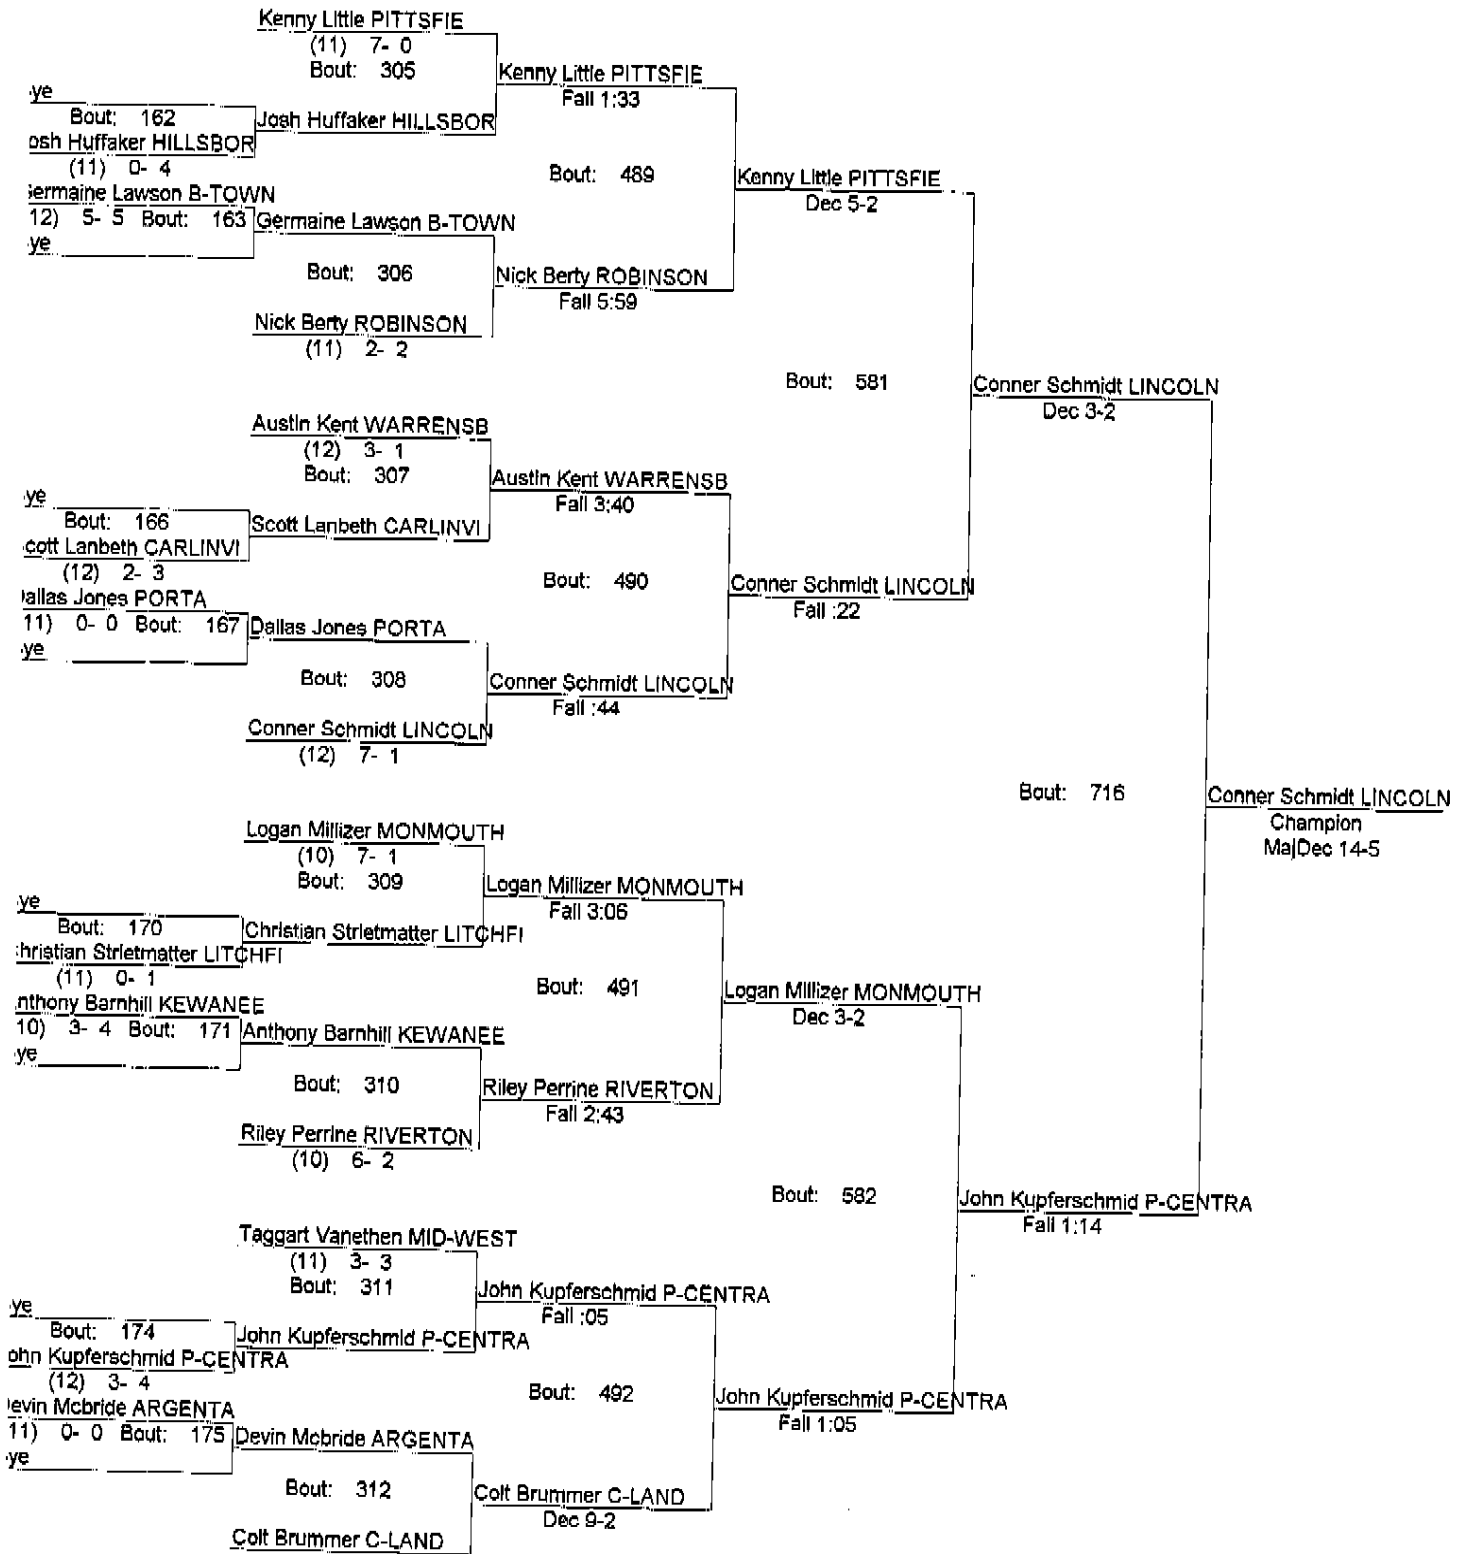 Kenny Little PITTSFIE
(11) 7- 0
Bout: 305
Kenny Little PITTSFIE
Fall 1:33
ye
Bout: 162
Josh Huffaker HILLSBOR
osh Huffaker HILLSBOR
(11) 0- 4
Bout: 489
Kenny Little PITTSFIE
Dec 5-2
ermaine Lawson B-TOWN
12) 5- 5 Bout: 163
Germaine Lawson B-TOWN
ye
Bout: 306
Nick Berty ROBINSON
Fall 5:59
Nick Berty ROBINSON
(11) 2- 2
Bout: 581
Conner Schmidt LINCOLN
Dec 3-2
Austin Kent WARRENSB
(12) 3- 1
Bout: 307
Austin Kent WARRENSB
Fall 3:40
ye
Bout: 166
Scott Lanbeth CARLINVI
cott Lanbeth CARLINVI
(12) 2- 3
Bout: 490
Conner Schmidt LINCOLN
Fall :22
allas Jones PORTA
11) 0- 0 Bout: 167
Dallas Jones PORTA
ye
Bout: 308
Conner Schmidt LINCOLN
Fall :44
Conner Schmidt LINCOLN
(12) 7- 1
Bout: 716
Conner Schmidt LINCOLN
Champion
MajDec 14-5
Logan Millizer MONMOUTH
(10) 7- 1
Bout: 309
Logan Millizer MONMOUTH
Fall 3:06
ye
Bout: 170
Christian Strietmatter LITCHFI
hristian Strietmatter LITCHFI
(11) 0- 1
Bout: 491
Logan Millizer MONMOUTH
Dec 3-2
nthony Barnhill KEWANEE
10) 3- 4 Bout: 171
Anthony Barnhill KEWANEE
ye
Bout: 310
Riley Perrine RIVERTON
Fall 2:43
Riley Perrine RIVERTON
(10) 6- 2
Bout: 582
John Kupferschmid P-CENTRA
Fall 1:14
Taggart Vanethen MID-WEST
(11) 3- 3
Bout: 311
John Kupferschmid P-CENTRA
Fall :05
ye
Bout: 174
John Kupferschmid P-CENTRA
ohn Kupferschmid P-CENTRA
(12) 3- 4
Bout: 492
John Kupferschmid P-CENTRA
Fall 1:05
evin Mcbride ARGENTA
11) 0- 0 Bout: 175
Devin Mcbride ARGENTA
ye
Bout: 312
Colt Brummer C-LAND
Dec 9-2
Colt Brummer C-LAND